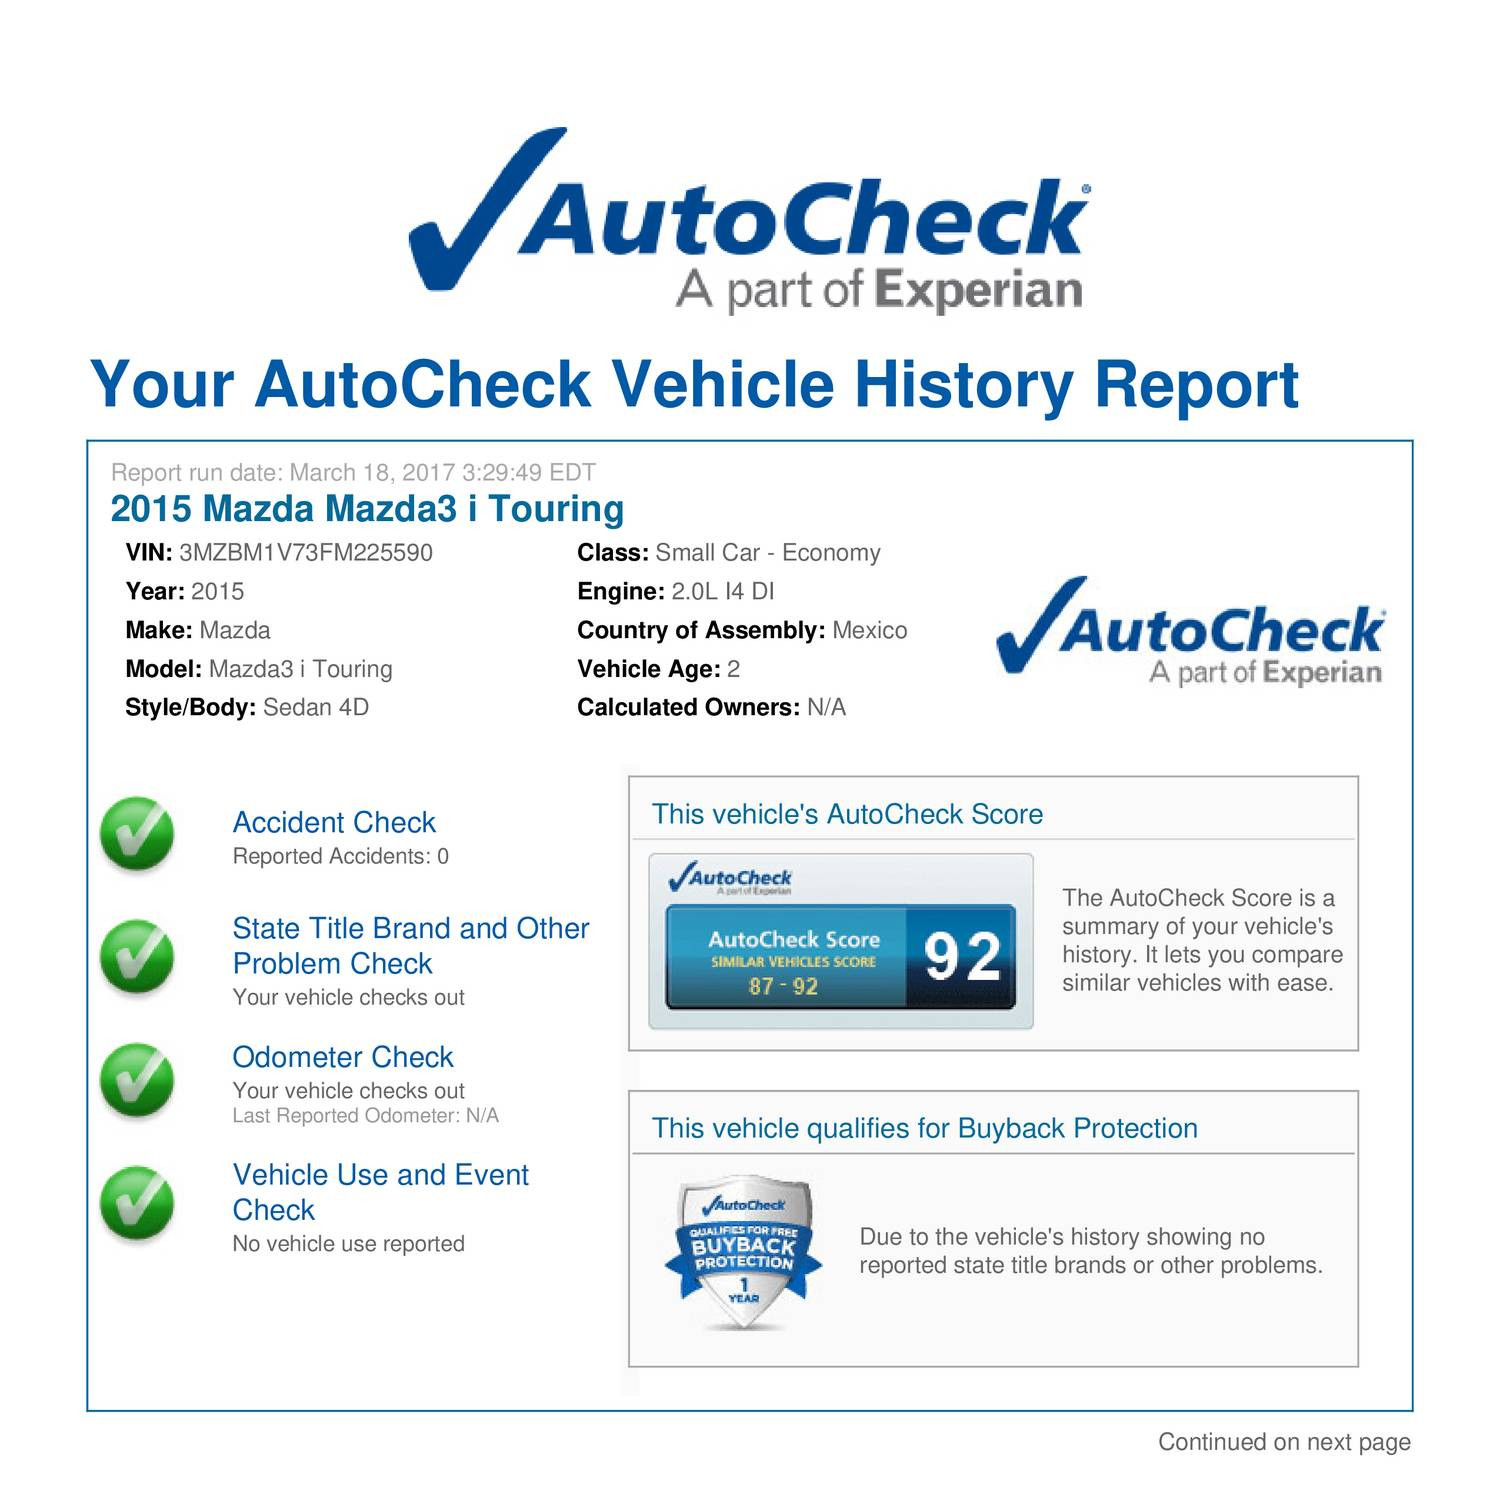 AutoCheck®
A part of Experian
Your AutoCheck Vehicle History Report
Report run date: March 18, 2017 3:29:49 EDT
2015 Mazda Mazda3 i Touring
VIN: 3MZBM1V73FM225590
Year: 2015
Make: Mazda
Model: Mazda3 i Touring
Style/Body: Sedan 4D
Class: Small Car - Economy
Engine: 2.0L I4 DI
Country of Assembly: Mexico
Vehicle Age: 2
Calculated Owners: N/A
AutoCheck
A part of Experian
Accident Check
Reported Accidents: 0
State Title Brand and Other
Problem Check
Your vehicle checks out
Odometer Check
Your vehicle checks out
Last Reported Odometer: N/A
Vehicle Use and Event
Check
No vehicle use reported
This vehicle's AutoCheck Score
AutoCheck
A part of Experian
AutoCheck Score
SIMILAR VEHICLES SCORE
87 - 92
92
The AutoCheck Score is a
summary of your vehicle's
history. It lets you compare
similar vehicles with ease.
This vehicle qualifies for Buyback Protection
AutoCheck
QUALIFIES FOR FREE
BUYBACK
PROTECTION
1
YEAR
Due to the vehicle's history showing no
reported state title brands or other problems.
Continued on next page